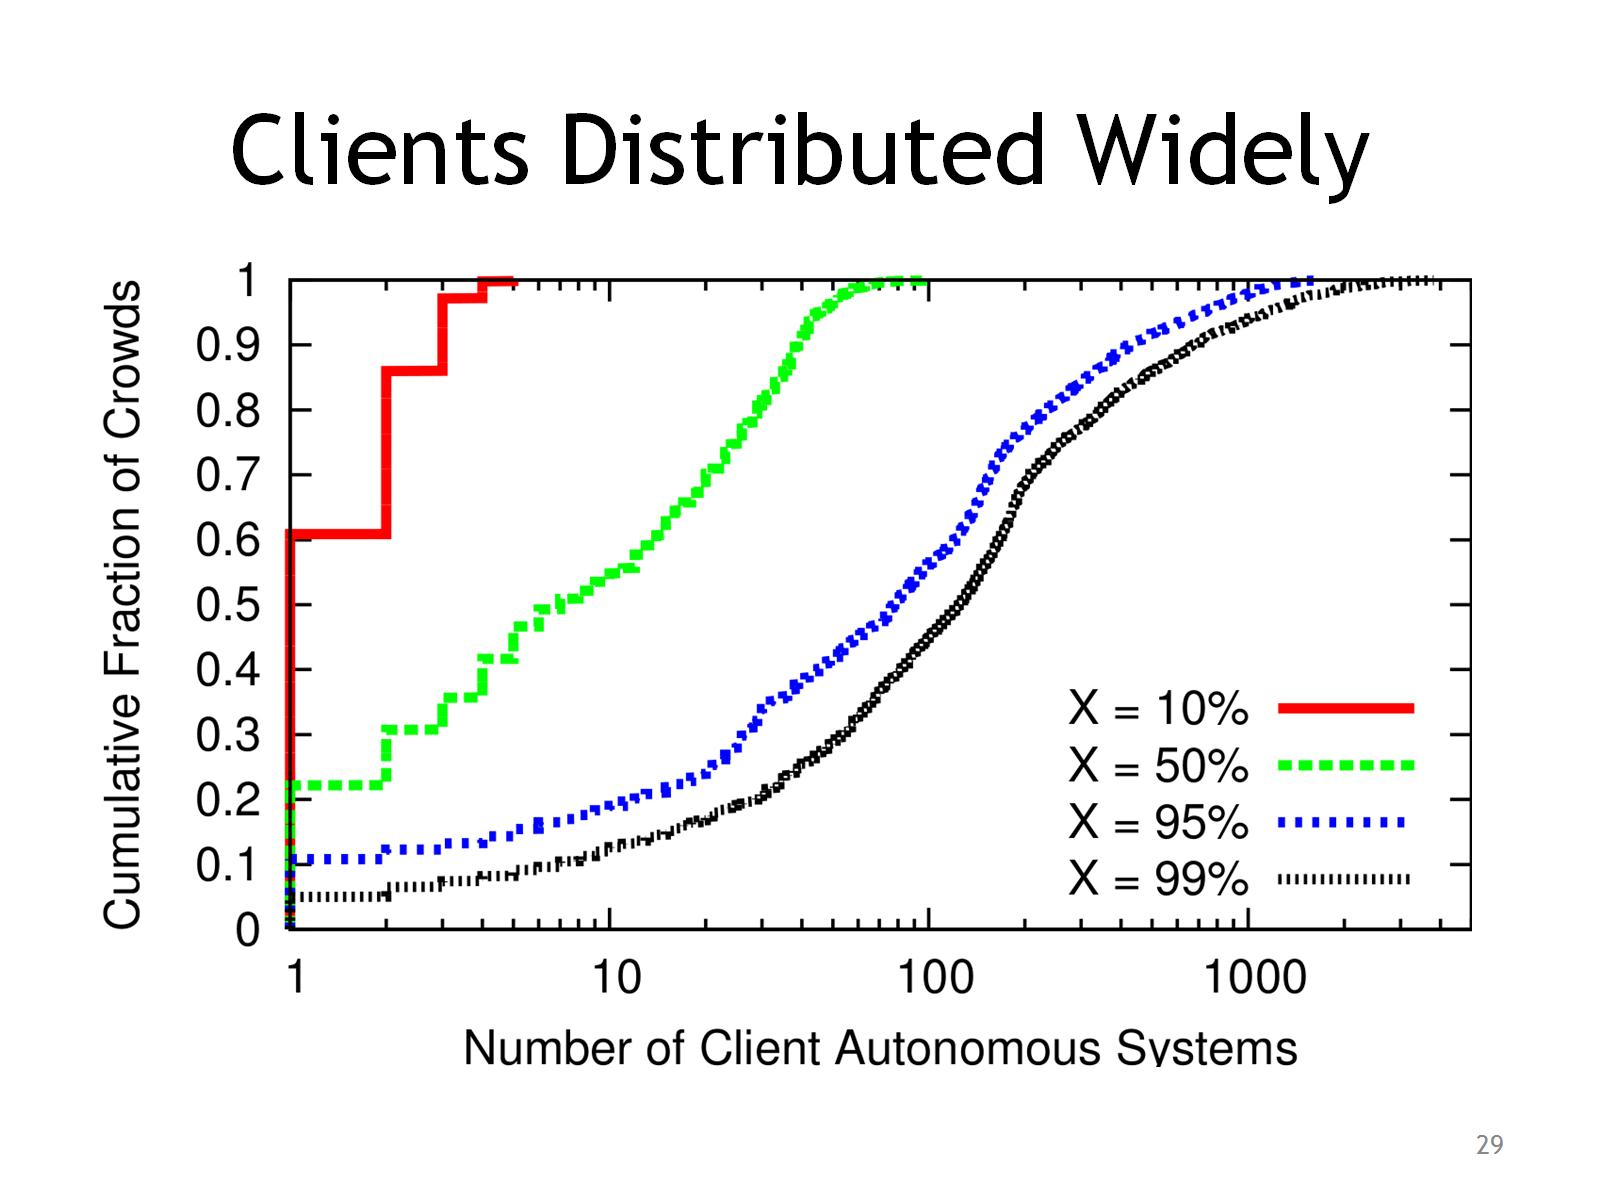 Clients Distributed Widely
Cumulative Fraction of Crowds
1
0.9
0.8
0.7
0.6
0.5
0.4
0.3
0.2
0.1
0
X = 10%
X = 50%
X = 95%
X = 99%
1 10 100 1000
Number of Client Autonomous Systems
29